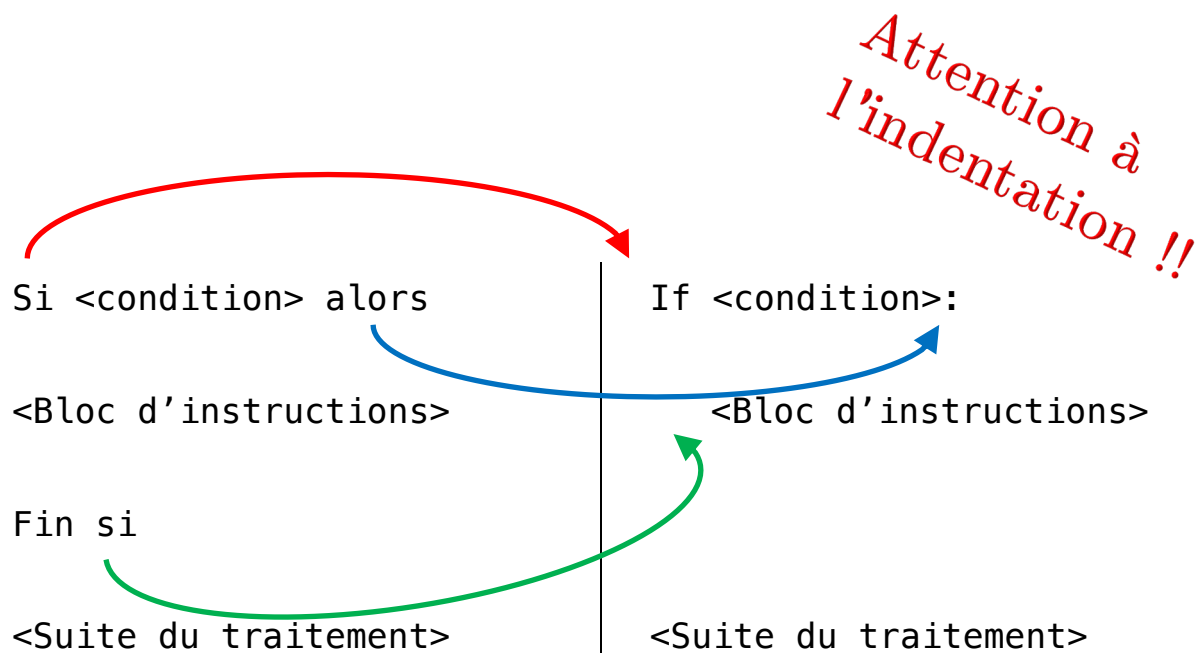 Attention à
l'indentation !!
Si <condition> alors
<Bloc d’instructions>
Fin si
<Suite du traitement>
If <condition>:
<Bloc d’instructions>
<Suite du traitement>